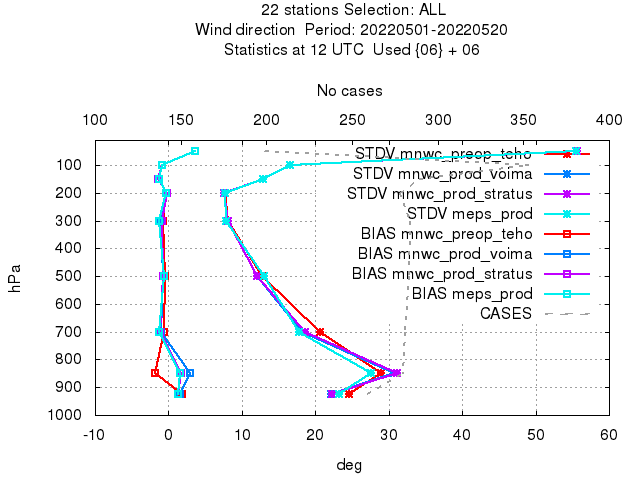 22 stations Selection: ALL
Wind direction  Period: 20220501-20220520
Statistics at 12 UTC  Used {06} + 06
No cases
100 150 200 250 300 350 400
STDV mnwc_preop_teho
STDV mnwc_prod_voima
STDV mnwc_prod_stratus
STDV meps_prod
BIAS mnwc_preop_teho
BIAS mnwc_prod_voima
BIAS mnwc_prod_stratus
BIAS meps_prod
CASES
hPa
100
200
300
400
500
600
700
800
900
1000
-10 0 10 20 30 40 50 60
deg